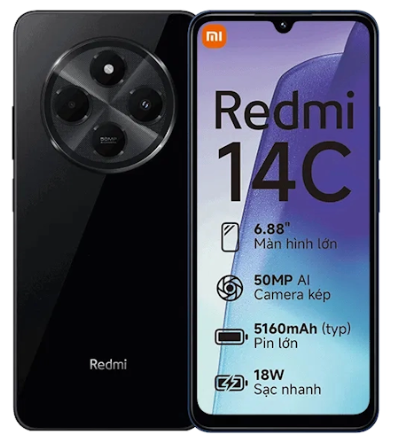 Redmi
14C
6.88"
Màn hình lớn
50MP AI
Camera kép
5160mAh (typ)
Pin lớn
18W
Sạc nhanh
Redmi